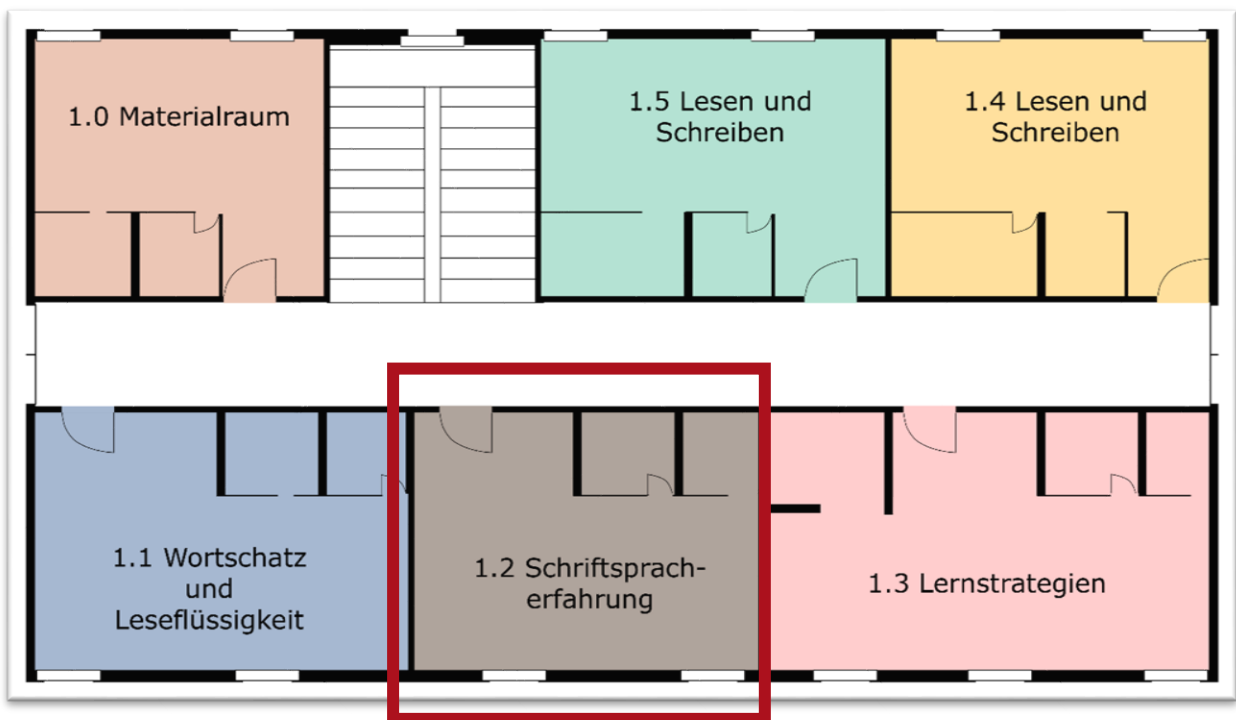 1.0 Materialraum
1.5 Lesen und
Schreiben
1.4 Lesen und
Schreiben
1.1 Wortschatz
und
Leseflüssigkeit
1.2 Schriftsprach-
erfahrung
1.3 Lernstrategien